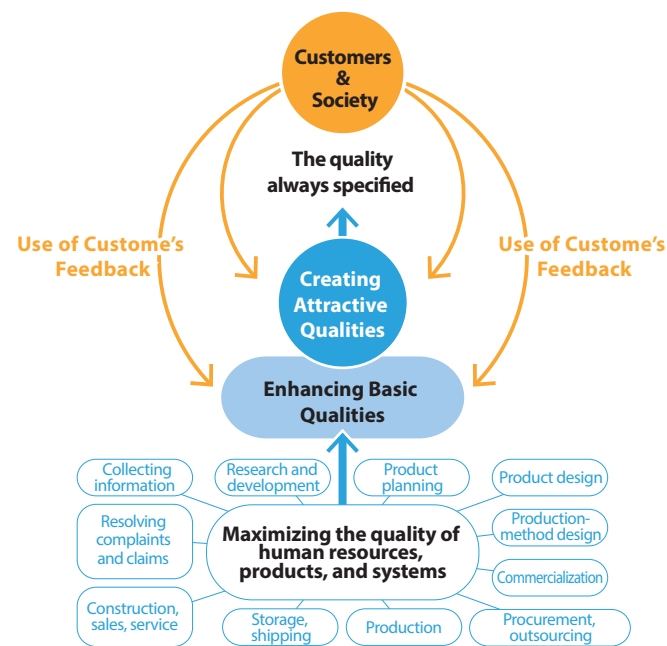 Customers
&
Society
The quality
always specified
Use of Custome's
Feedback
Use of Custome's
Feedback
Creating
Attractive
Qualities
Enhancing Basic
Qualities
Collecting
information
Research and
development
Product
planning
Product design
Resolving
complaints
and claims
Maximizing the quality of
human resources,
products, and systems
Production-
method design
Commercialization
Construction,
sales, service
Storage,
shipping
Production
Procurement,
outsourcing